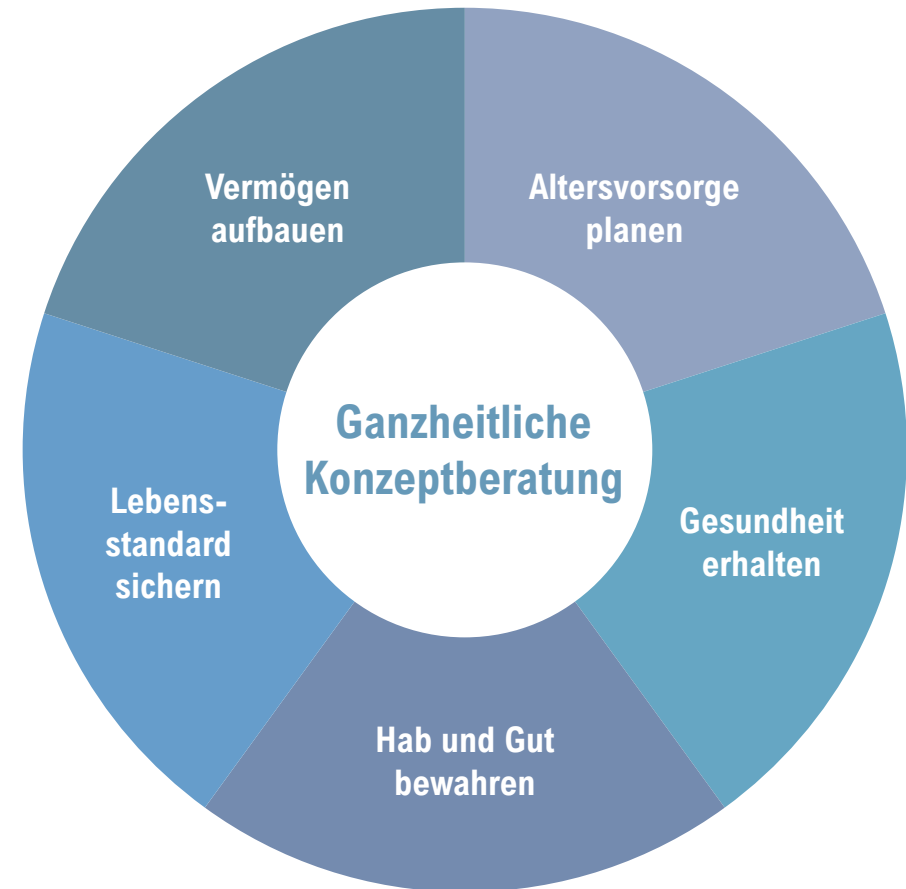 Vermögen
aufbauen
Altersvorsorge
planen
Ganzheitliche
Konzeptberatung
Lebens-
standard
sichern
Gesundheit
erhalten
Hab und Gut
bewahren